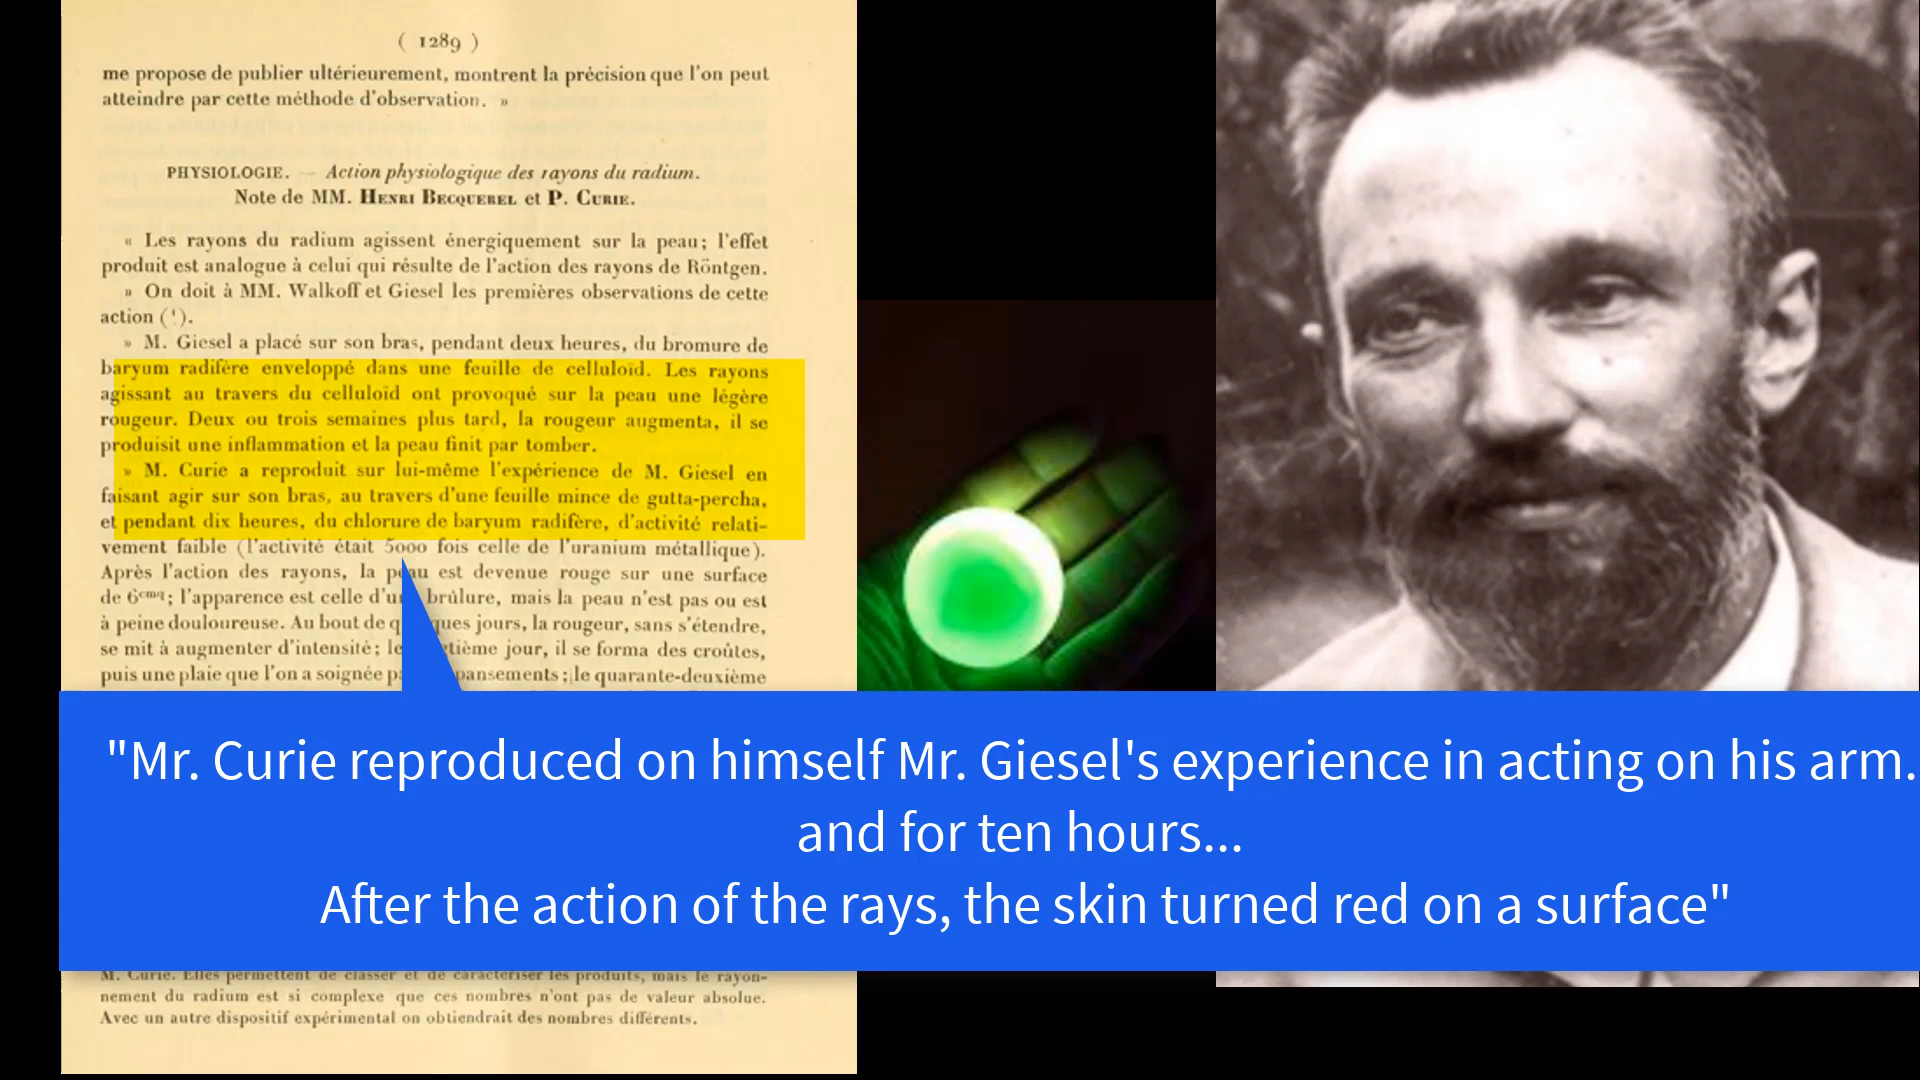 ( 1289 )
me propose de publier ultérieurement, montrent la précision que l'on peut
atteindre par cette méthode d'observation. »
PHYSIOLOGIE. — Action physiologique des rayons du radium.
Note de MM. HENRI BECQUEREL et P. CURIE.
« Les rayons du radium agissent énergiquement sur la peau; l'effet
produit est analogue à celui qui résulte de l'action des rayons de Röntgen.
» On doit à MM. Walkoff et Giesel les premières observations de cette
action (¹).
» M. Giesel a placé sur son bras, pendant deux heures, du bromure de
baryum radifère enveloppé dans une feuille de celluloïd. Les rayons
agissant au travers du celluloïd ont provoqué sur la peau une légère
rougeur. Deux ou trois semaines plus tard, la rougeur augmenta, il se
produisit une inflammation et la peau finit par tomber.
» M. Curie a reproduit sur lui-même l'expérience de M. Giesel en
faisant agir sur son bras, au travers d'une feuille mince de gutta-percha,
et pendant dix heures, du chlorure de baryum radifère, d'activité relati-
vement faible (l'activité était 5000 fois celle de l'uranium métallique).
Après l'action des rayons, la peau est devenue rouge sur une surface
de 6cmq; l'apparence est celle d'un brûlure, mais la peau n'est pas ou est
à peine douloureuse. Au bout de q ques jours, la rougeur, sans s'étendre,
se mit à augmenter d'intensité; le tième jour, il se forma des croûtes,
puis une plaie que l'on a soignée p pansements; le quarante-deuxième
"Mr. Curie reproduced on himself Mr. Giesel's experience in acting on his arm.
and for ten hours...
After the action of the rays, the skin turned red on a surface"
M. Curie. Elles permettent de classer et de caractériser les produits, mais le rayon-
nement du radium est si complexe que ces nombres n'ont pas de valeur absolue.
Avec un autre dispositif expérimental on obtiendrait des nombres différents.